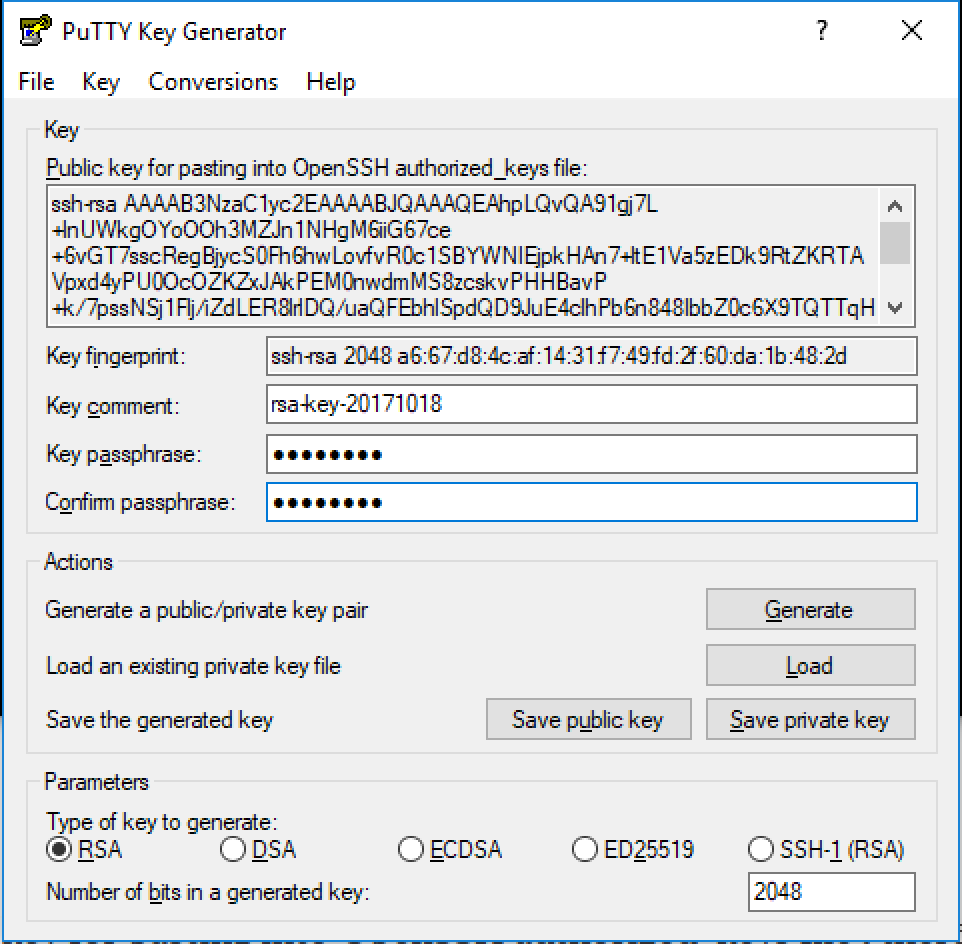 PuTTY Key Generator ?
File Key Conversions Help
Key
Public key for pasting into OpenSSH authorized_keys file:
ssh-rsa AAAAB3NzaC1yc2EAAAABJQAAAQEAhpLQvQA91gj7L
+InUWkgOYoOOh3MZJn1NHgM6iiG67ce
+6vGT7sscRegBjycS0Fh6hwLovfvR0c1SBYWNIEjpkHAn7+ItE1Va5zEDk9RtZKRTA
Vpxd4yPU0OcOZKZxJAkPEM0nwdmMS8zcskvPHHBavP
+k/7pssNSj1Flj/iZdLER8lrlDQ/uaQFEbhlSpdQD9JuE4clhPb6n848lbbZ0c6X9TQTTqH
Key fingerprint: ssh-rsa 2048 a6:67:d8:4c:af:14:31:f7:49:fd:2f:60:da:1b:48:2d
Key comment: rsa-key-20171018
Key passphrase: ●●●●●●●●
Confirm passphrase: ●●●●●●●●
Actions
Generate a public/private key pair Generate
Load an existing private key file Load
Save the generated key Save public key Save private key
Parameters
Type of key to generate:
RSA DSA ECDSA ED25519 SSH-1 (RSA)
Number of bits in a generated key: 2048